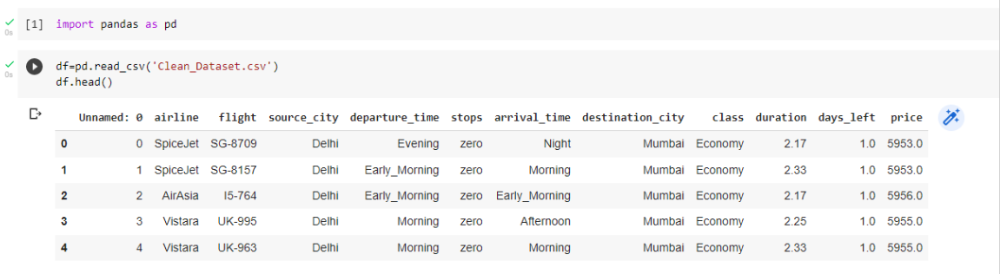 [1] import pandas as pd
0s
df=pd.read_csv('Clean_Dataset.csv')
0s
df.head()
Unnamed: 0 airline flight source_city departure_time stops arrival_time destination_city class duration days_left price
0 0 SpiceJet SG-8709 Delhi Evening zero Night Mumbai Economy 2.17 1.0 5953.0
1 1 SpiceJet SG-8157 Delhi Early_Morning zero Morning Mumbai Economy 2.33 1.0 5953.0
2 2 AirAsia I5-764 Delhi Early_Morning zero Early_Morning Mumbai Economy 2.17 1.0 5956.0
3 3 Vistara UK-995 Delhi Morning zero Afternoon Mumbai Economy 2.25 1.0 5955.0
4 4 Vistara UK-963 Delhi Morning zero Morning Mumbai Economy 2.33 1.0 5955.0